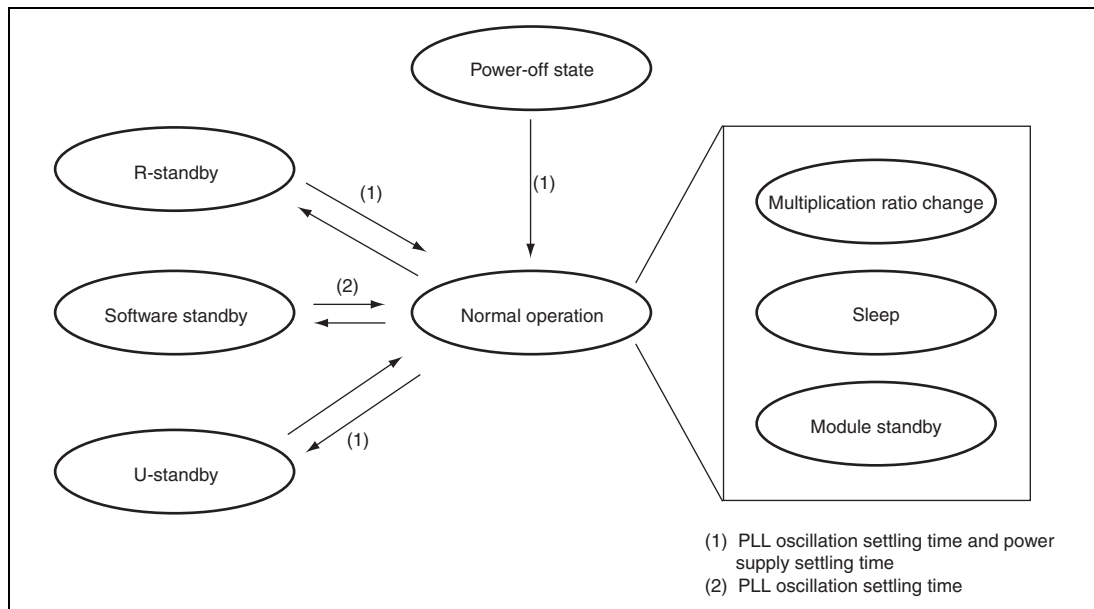 Power-off state
R-standby
(1)
(1)
Multiplication ratio change
Software standby
(2)
Normal operation
Sleep
U-standby
(1)
Module standby
(1) PLL oscillation settling time and power
supply settling time
(2) PLL oscillation settling time